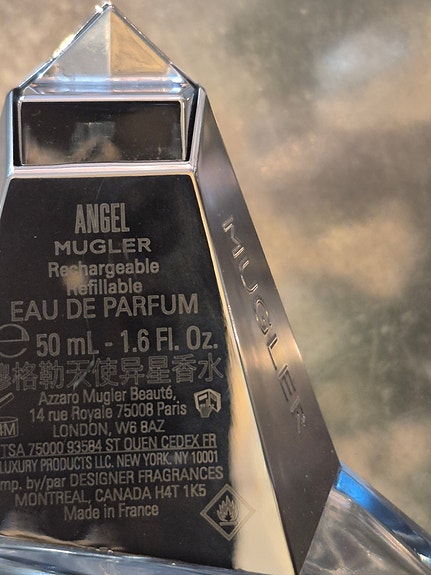 ANGEL
MUGLER
Rechargeable
Refillable
EAU DE PARFUM
50 mL - 1.6 Fl. Oz.
穆格勒天使异星香水
Azzaro Mugler Beauté,
14 rue Royale 75008 Paris
LONDON, W6 8AZ
TSA 75000 93584 ST OUEN CEDEX FR
LUXURY PRODUCTS LLC. NEW YORK. NY 10001
mp. by/par DESIGNER FRAGRANCES
MONTREAL, CANADA H4T 1K5
Made in France
MUGLER